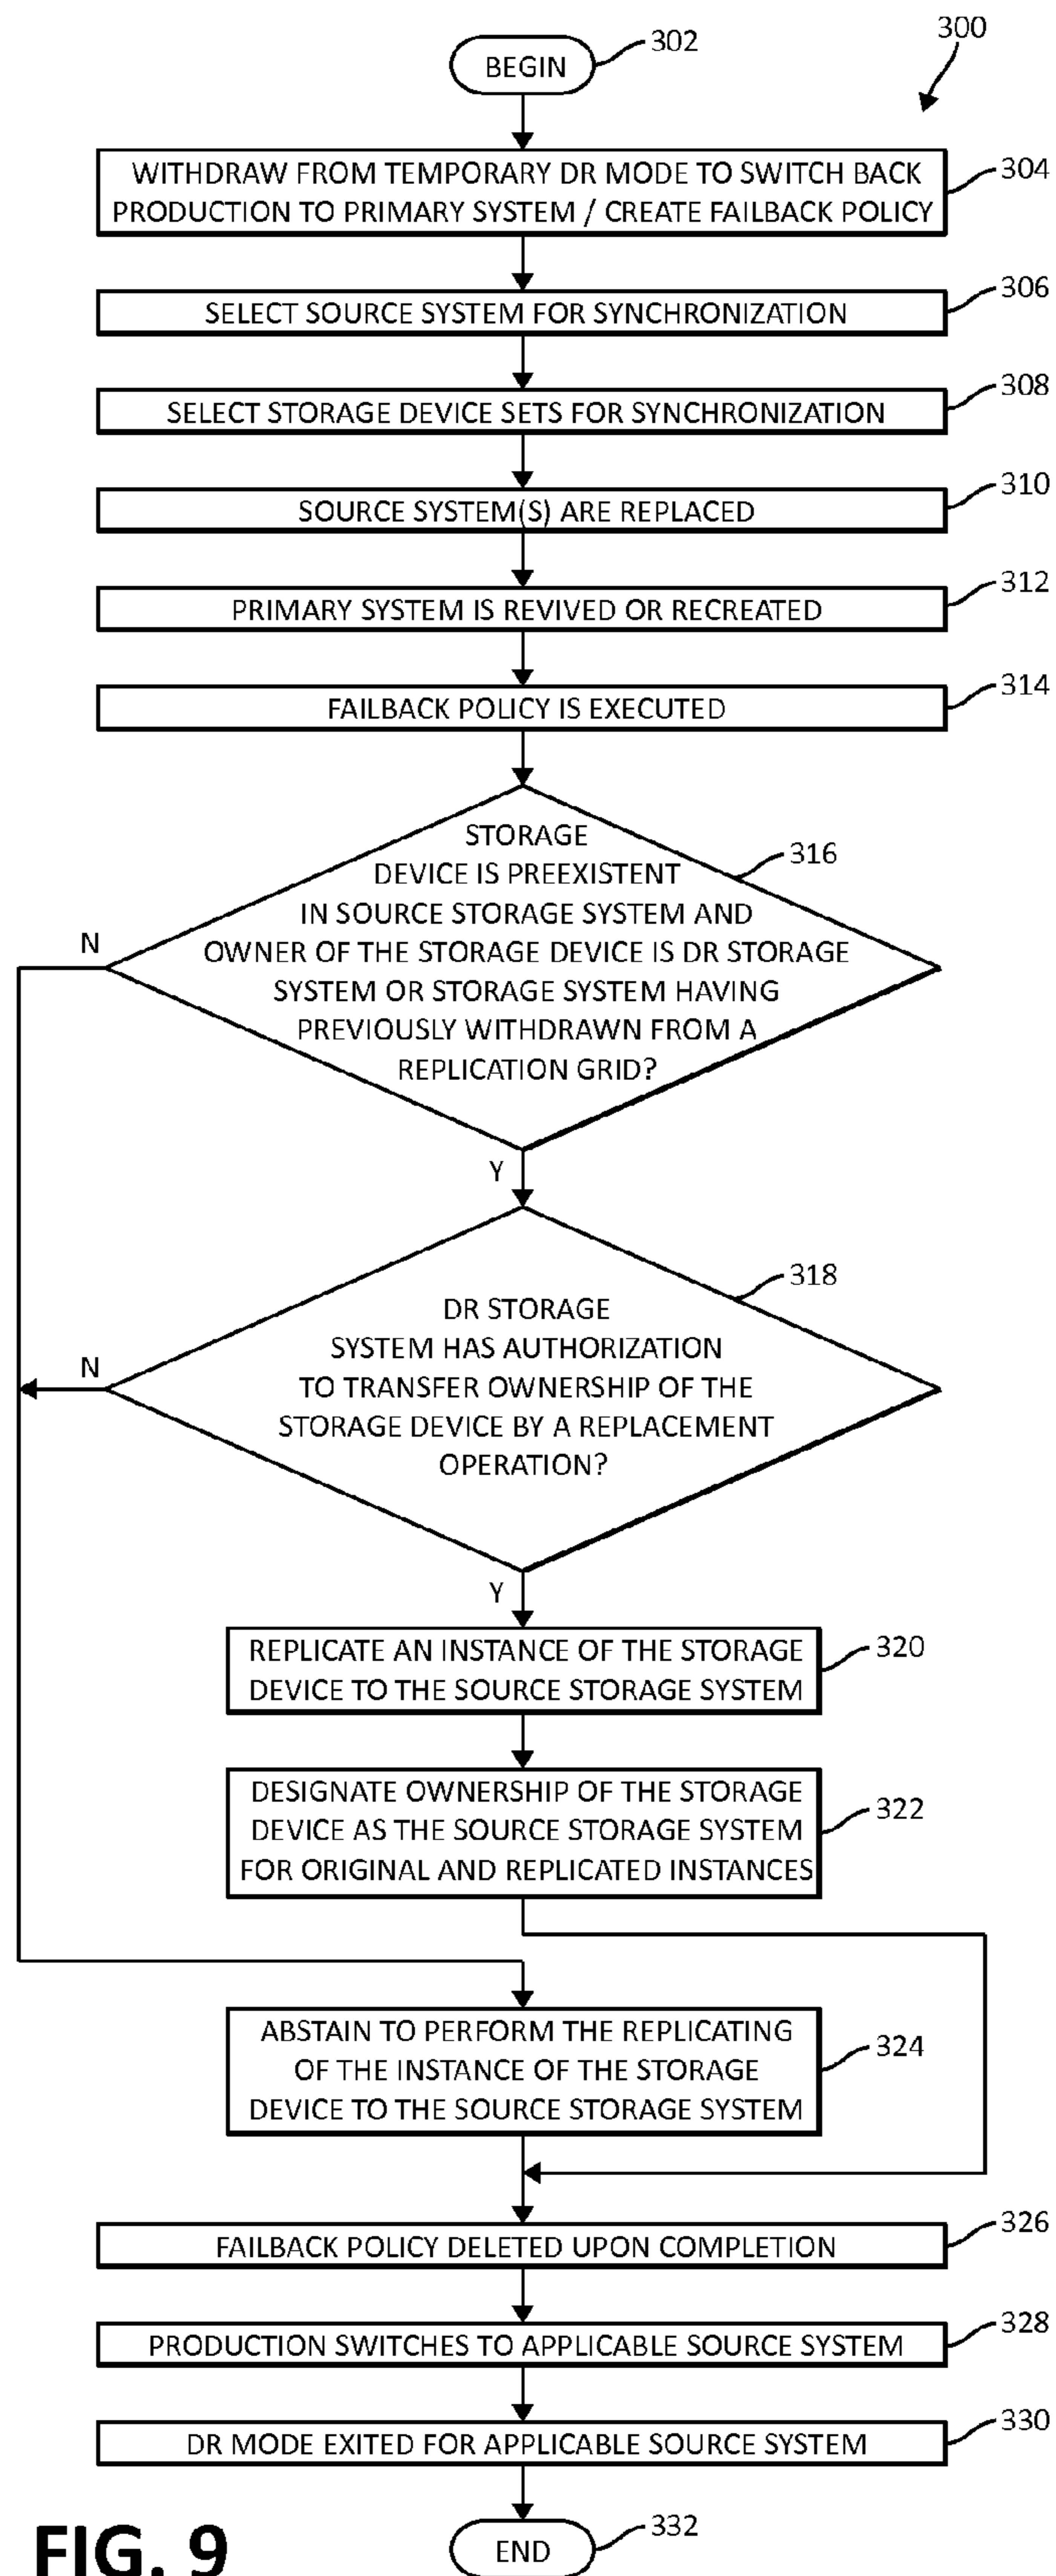 300
BEGIN
302
WITHDRAW FROM TEMPORARY DR MODE TO SWITCH BACK
PRODUCTION TO PRIMARY SYSTEM / CREATE FAILBACK POLICY
304
SELECT SOURCE SYSTEM FOR SYNCHRONIZATION
306
SELECT STORAGE DEVICE SETS FOR SYNCHRONIZATION
308
SOURCE SYSTEM(S) ARE REPLACED
310
PRIMARY SYSTEM IS REVIVED OR RECREATED
312
FAILBACK POLICY IS EXECUTED
314
STORAGE
DEVICE IS PREEXISTENT
IN SOURCE STORAGE SYSTEM AND
OWNER OF THE STORAGE DEVICE IS DR STORAGE
SYSTEM OR STORAGE SYSTEM HAVING
PREVIOUSLY WITHDRAWN FROM A
REPLICATION GRID?
316
N
Y
DR STORAGE
SYSTEM HAS AUTHORIZATION
TO TRANSFER OWNERSHIP OF THE
STORAGE DEVICE BY A REPLACEMENT
OPERATION?
318
N
Y
REPLICATE AN INSTANCE OF THE STORAGE
DEVICE TO THE SOURCE STORAGE SYSTEM
320
DESIGNATE OWNERSHIP OF THE STORAGE
DEVICE AS THE SOURCE STORAGE SYSTEM
FOR ORIGINAL AND REPLICATED INSTANCES
322
ABSTAIN TO PERFORM THE REPLICATING
OF THE INSTANCE OF THE STORAGE
DEVICE TO THE SOURCE STORAGE SYSTEM
324
FAILBACK POLICY DELETED UPON COMPLETION
326
PRODUCTION SWITCHES TO APPLICABLE SOURCE SYSTEM
328
DR MODE EXITED FOR APPLICABLE SOURCE SYSTEM
330
END
332
FIG. 9